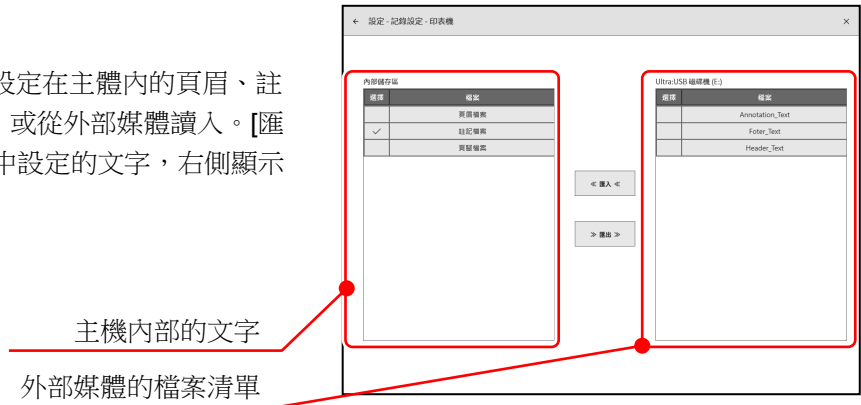 ← 設定 - 記錄設定 - 印表機 ×
設定在主體內的頁眉、註
或從外部媒體讀入。[匯
中設定的文字，右側顯示
內部儲存區
選擇 檔案
頁眉檔案
✓ 註記檔案
頁腳檔案
≪ 匯入 ≪
≫ 匯出 ≫
Ultra:USB 磁碟機 (E:)
選擇 檔案
Annotation_Text
Foter_Text
Header_Text
主機內部的文字
外部媒體的檔案清單